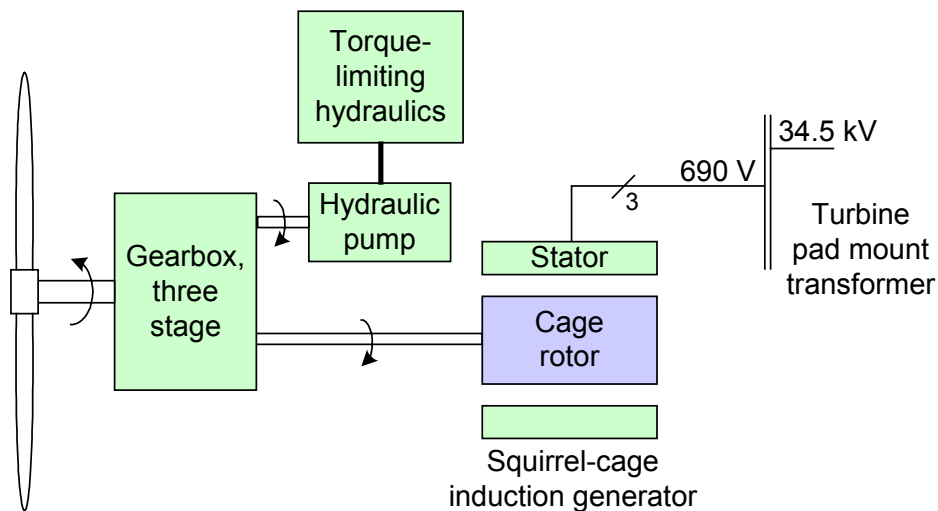 Torque-
limiting
hydraulics
34.5 kV
690 V
3
Hydraulic
pump
Turbine
pad mount
transformer
Gearbox,
three
stage
Stator
Cage
rotor
Squirrel-cage
induction generator